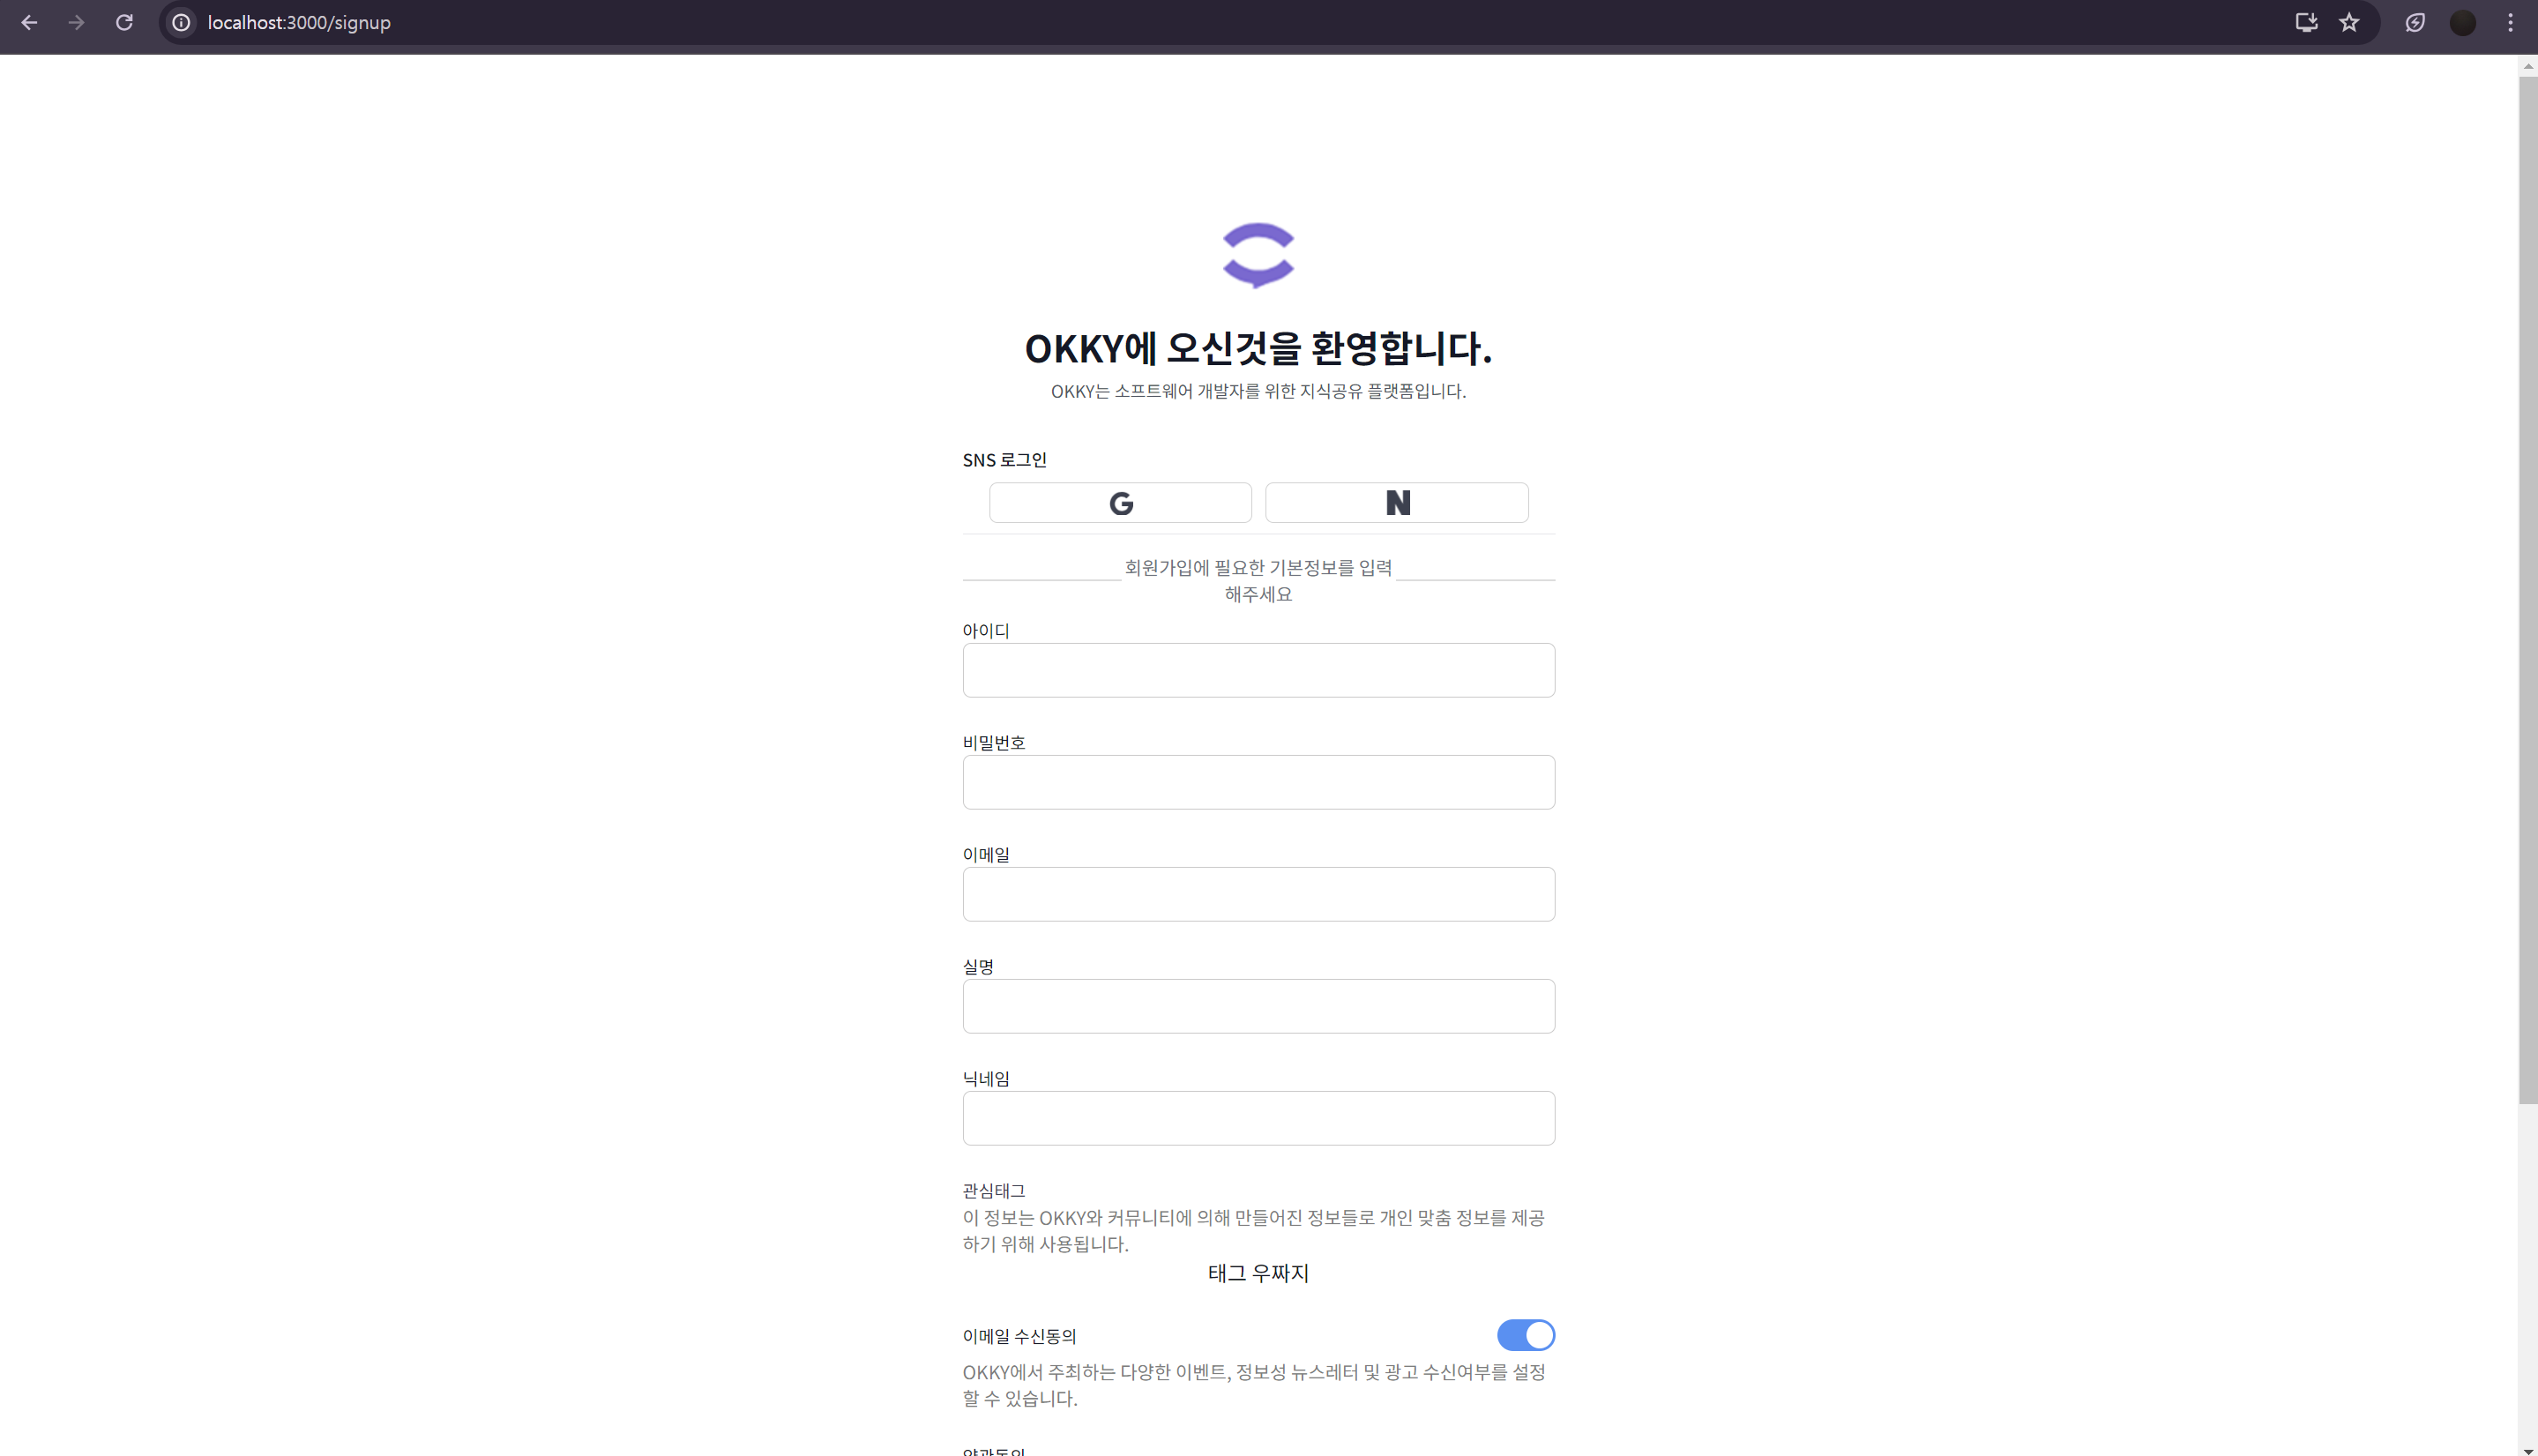 localhost:3000/signup
OKKY에 오신것을 환영합니다.
OKKY는 소프트웨어 개발자를 위한 지식공유 플랫폼입니다.
SNS 로그인
G N
회원가입에 필요한 기본정보를 입력
해주세요
아이디
비밀번호
이메일
실명
닉네임
관심태그
이 정보는 OKKY와 커뮤니티에 의해 만들어진 정보들로 개인 맞춤 정보를 제공
하기 위해 사용됩니다.
태그 우짜지
이메일 수신동의
OKKY에서 주최하는 다양한 이벤트, 정보성 뉴스레터 및 광고 수신여부를 설정
할 수 있습니다.
약관동의